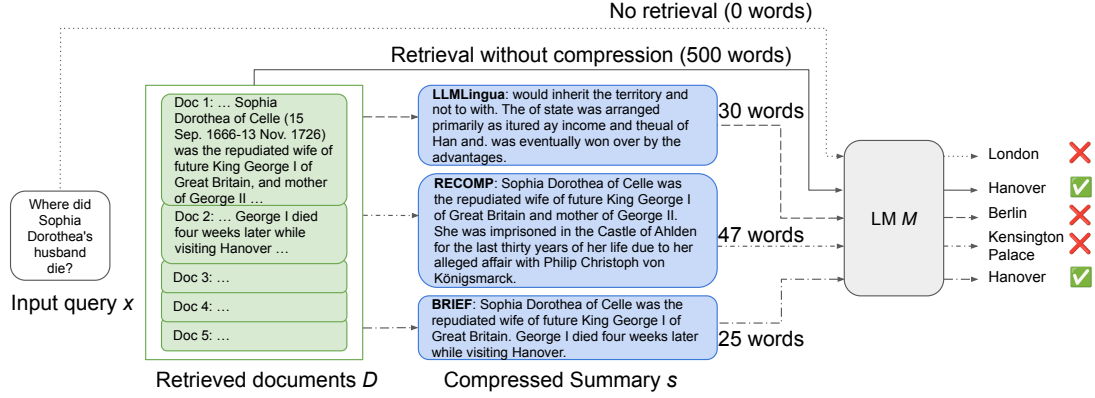 No retrieval (0 words)
Retrieval without compression (500 words)
Where did
Sophia
Dorothea's
husband
die?
Input query x
Doc 1: … Sophia
Dorothea of Celle (15
Sep. 1666-13 Nov. 1726)
was the repudiated wife of
future King George I of
Great Britain, and mother
of George II …
Doc 2: … George I died
four weeks later while
visiting Hanover …
Doc 3: …
Doc 4: …
Doc 5: …
Retrieved documents D
LLMLingua: would inherit the territory and
not to with. The of state was arranged
primarily as itured ay income and theual of
Han and. was eventually won over by the
advantages.
30 words
RECOMP: Sophia Dorothea of Celle was
the repudiated wife of future King George I
of Great Britain and mother of George II.
She was imprisoned in the Castle of Ahlden
for the last thirty years of her life due to her
alleged affair with Philip Christoph von
Königsmarck.
47 words
BRIEF: Sophia Dorothea of Celle was the
repudiated wife of future King George I of
Great Britain. George I died four weeks later
while visiting Hanover.
25 words
Compressed Summary s
LM M
London
Hanover
Berlin
Kensington
Palace
Hanover